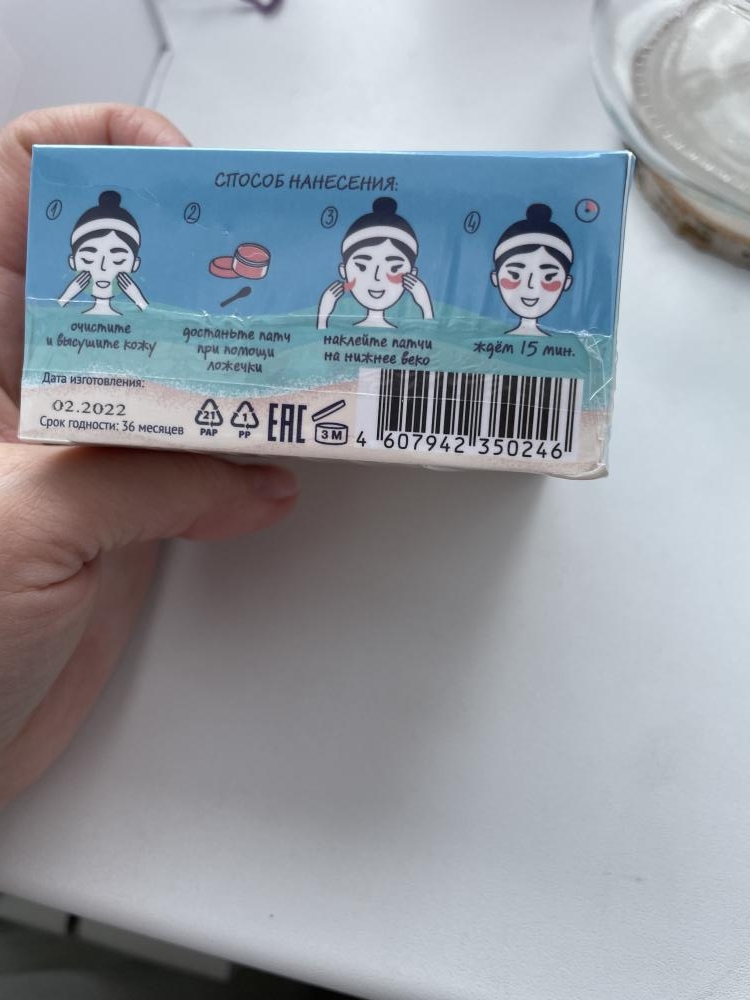 СПОСОБ НАНЕСЕНИЯ:
1
очистите
и высушите кожу
2
достаньте патч
при помощи
ложечки
3
наклейте патчи
на нижнее веко
4
ждём 15 мин.
Дата изготовления:
02.2022
Срок годности: 36 месяцев
21
PAP
1
PP
EAC
3 M
4 607942 350246